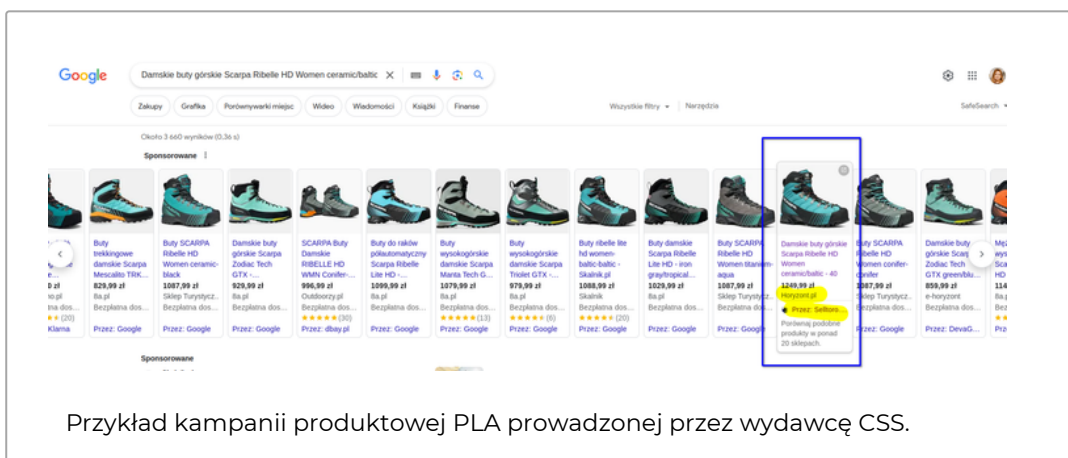 Google
Damskie buty górskie Scarpa Ribelle HD Women ceramic/baltic
Zakupy Grafika Porównywarki miejsc Wideo Wiadomości Książki Finanse Wszystkie filtry Narzędzia SafeSearch
Około 3 660 wyników (0,36 s)
Sponsorowane
Buty
trekkingowe
damskie Scarpa
Mescalito TRK...
829,99 zł
8a.pl
Bezpłatna dos...
Przez: Google
Buty SCARPA
Ribelle HD
Women ceramic-
black
1087,99 zł
Sklep Turystycz...
Bezpłatna dos...
Przez: Google
Damskie buty
górskie Scarpa
Zodiac Tech
GTX -...
929,99 zł
8a.pl
Bezpłatna dos...
Przez: Google
SCARPA Buty
Damskie
RIBELLE HD
WMN Conifer-...
996,99 zł
Outdoorzy.pl
Bezpłatna dos...
(30)
Przez: dbay.pl
Buty do raków
półautomatyczny
Scarpa Ribelle
Lite HD -...
1099,99 zł
8a.pl
Bezpłatna dos...
Przez: Google
Buty
wysokogórskie
damskie Scarpa
Manta Tech G...
1079,99 zł
8a.pl
Bezpłatna dos...
(13)
Przez: Google
Buty
wysokogórskie
damskie Scarpa
Triolet GTX -...
979,99 zł
8a.pl
Bezpłatna dos...
(6)
Przez: Google
Buty ribelle lite
hd women-
baltic-baltic -
Skalnik.pl
1088,99 zł
Skalnik
Bezpłatna dos...
(20)
Przez: Google
Buty damskie
Scarpa Ribelle
Lite HD - iron
gray/tropical...
1029,99 zł
8a.pl
Bezpłatna dos...
Przez: Google
Buty SCARPA
Ribelle HD
Women titanium-
aqua
1087,99 zł
Sklep Turystycz...
Bezpłatna dos...
Przez: Google
Damskie buty górskie
Scarpa Ribelle HD
Women
ceramic/baltic - 40
1249,99 zł
Horyzont.pl
Przez: Selltoro...
Porównaj podobne
produkty w ponad
20 sklepach.
Buty SCARPA
Ribelle HD
Women conifer-
conifer
1087,99 zł
Sklep Turystycz...
Bezpłatna dos...
Przez: Google
Damskie buty
górskie Scarpa
Zodiac Tech
GTX green/blu...
859,99 zł
e-horyzont
Bezpłatna dos...
Przez: DevaG...
Sponsorowane
Przykład kampanii produktowej PLA prowadzonej przez wydawcę CSS.